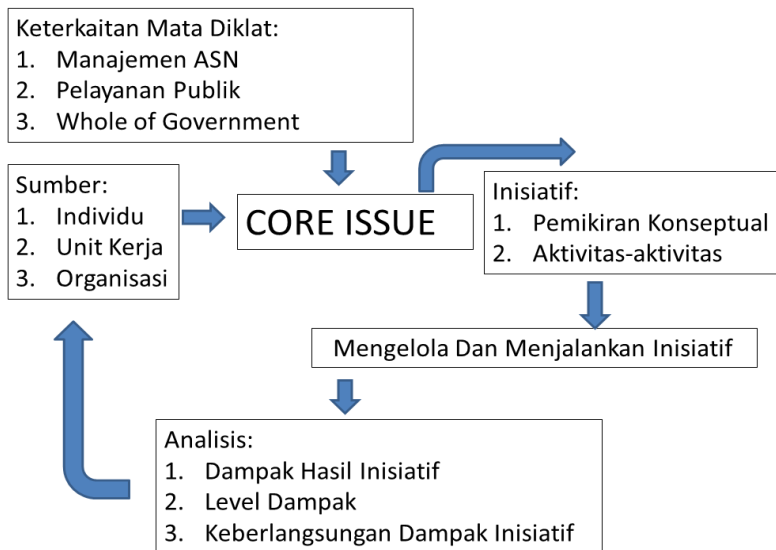 Keterkaitan Mata Diklat:
1. Manajemen ASN
2. Pelayanan Publik
3. Whole of Government
Sumber:
1. Individu
2. Unit Kerja
3. Organisasi
CORE ISSUE
Inisiatif:
1. Pemikiran Konseptual
2. Aktivitas-aktivitas
Mengelola Dan Menjalankan Inisiatif
Analisis:
1. Dampak Hasil Inisiatif
2. Level Dampak
3. Keberlangsungan Dampak Inisiatif